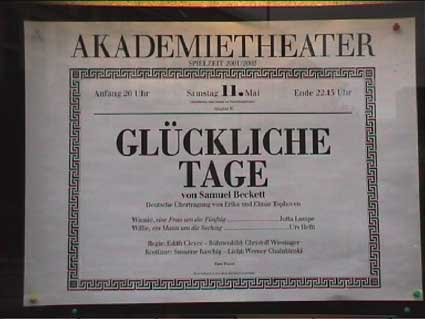 AKADEMIETHEATER
SPIELZEIT 2001/2002
Anfang 20 Uhr Samstag 11. Mai Ende 22.15 Uhr
GLÜCKLICHE
TAGE
von Samuel Beckett
Deutsche Übertragung von Erika und Elmar Tophoven
Winnie, eine Frau um die Fünfzig Jutta Lampe
Willie, ein Mann um die Sechzig Urs Hefti
Regie: Edith Clever – Bühnenbild: Christoff Wiesinger
Kostüme: Susanne Raschig – Licht: Werner Chalubinski